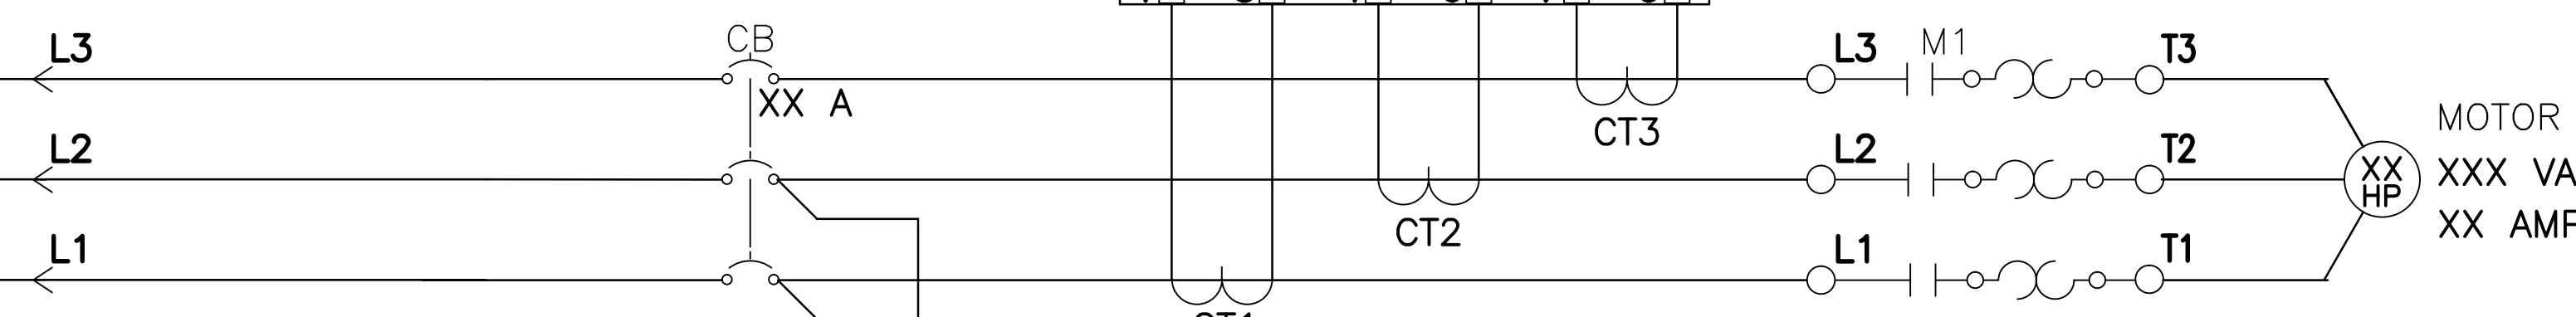 L3
CB
XX A
L3
M1
T3
CT3
MOTOR
L2
L2
T2
XX
HP
XXX VA
CT2
XX AMP
L1
L1
T1
CT1